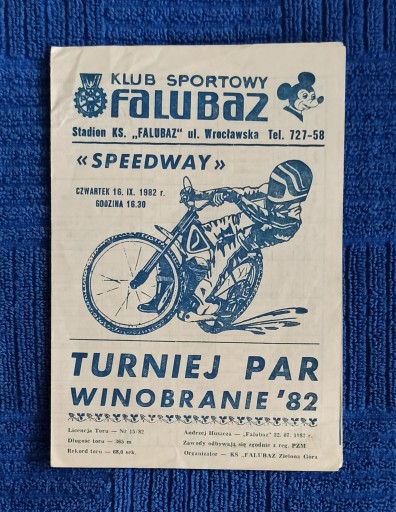 KLUB SPORTOWY
FALUBAZ
Stadion KS. „FALUBAZ" ul. Wrocławska Tel. 727-58
«SPEEDWAY»
CZWARTEK 16. IX. 1982 r.
GODZINA 16.30
TURNIEJ PAR
WINOBRANIE '82
Licencja Toru — Nr 15/82
Andrzej Huszcza — „Falubaz" 22. 07. 1982 r.
Długość toru — 365 m
Zawody odbywają się zgodnie z reg. PZM
Rekord toru — 68,0 sek.
Organizator — KS "FALUBAZ Zielona Góra